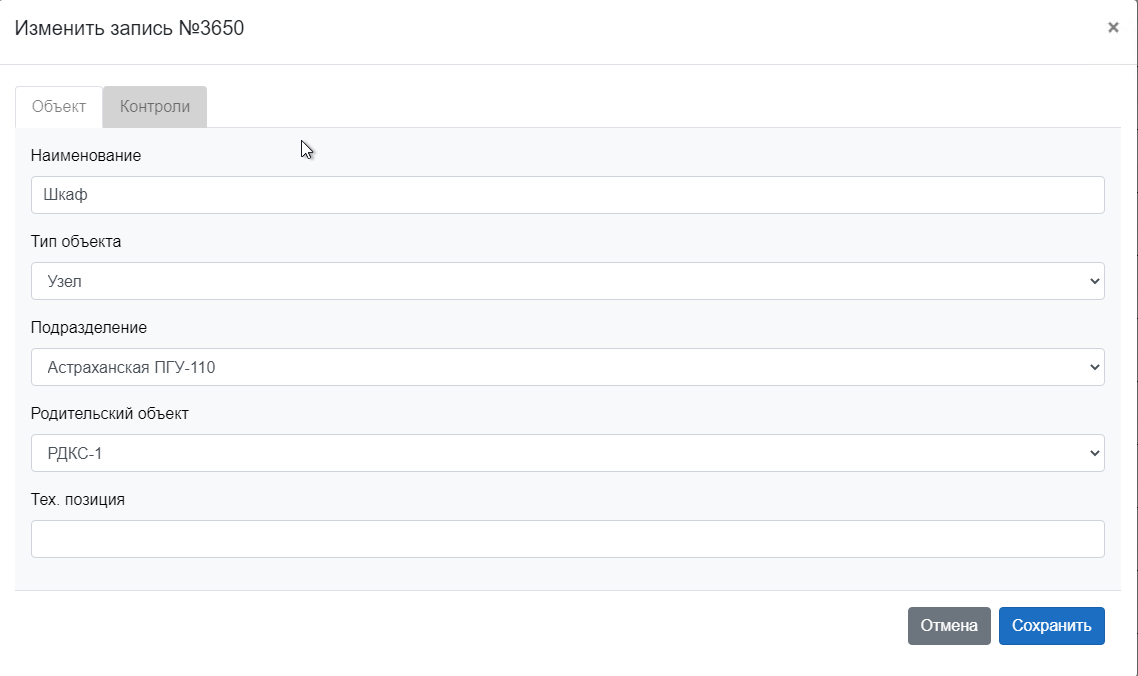 Изменить запись №3650
×
Объект Контроли
Наименование
Шкаф
Тип объекта
Узел
Подразделение
Астраханская ПГУ-110
Родительский объект
РДКС-1
Тех. позиция
Отмена Сохранить